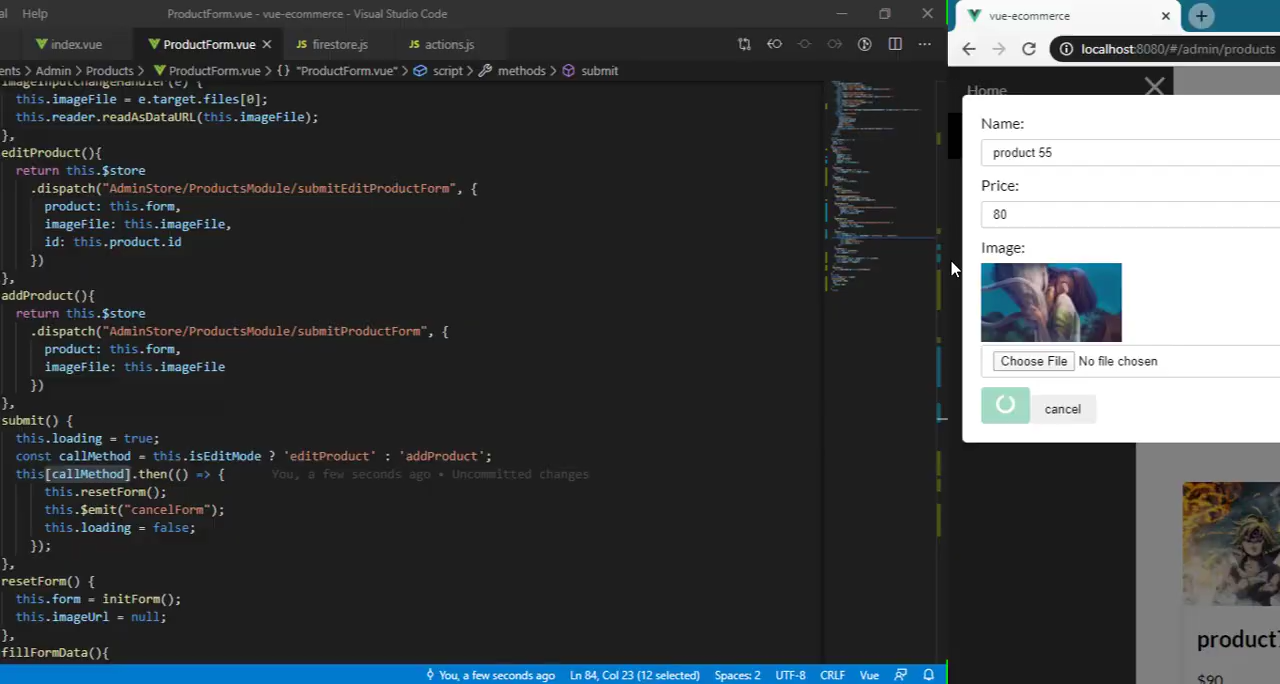 al Help ProductForm.vue - vue-ecommerce - Visual Studio Code
index.vue ProductForm.vue firestore.js actions.js
ents > Admin > Products > ProductForm.vue > {} "ProductForm.vue" > script > methods > submit
imageInputChangeHandler(e) {
this.imageFile = e.target.files[0];
this.reader.readAsDataURL(this.imageFile);
},
editProduct(){
return this.$store
.dispatch("AdminStore/ProductsModule/submitEditProductForm", {
product: this.form,
imageFile: this.imageFile,
id: this.product.id
})
},
addProduct(){
return this.$store
.dispatch("AdminStore/ProductsModule/submitProductForm", {
product: this.form,
imageFile: this.imageFile
})
},
submit() {
this.loading = true;
const callMethod = this.isEditMode ? 'editProduct' : 'addProduct';
this[callMethod].then(() => { You, a few seconds ago • Uncommitted changes
this.resetForm();
this.$emit("cancelForm");
this.loading = false;
});
},
resetForm() {
this.form = initForm();
this.imageUrl = null;
},
fillFormData(){
You, a few seconds ago Ln 84, Col 23 (12 selected) Spaces: 2 UTF-8 CRLF Vue
vue-ecommerce
localhost:8080/#/admin/products
Home
Name:
product 55
Price:
80
Image:
Choose File No file chosen
cancel
product7
$90